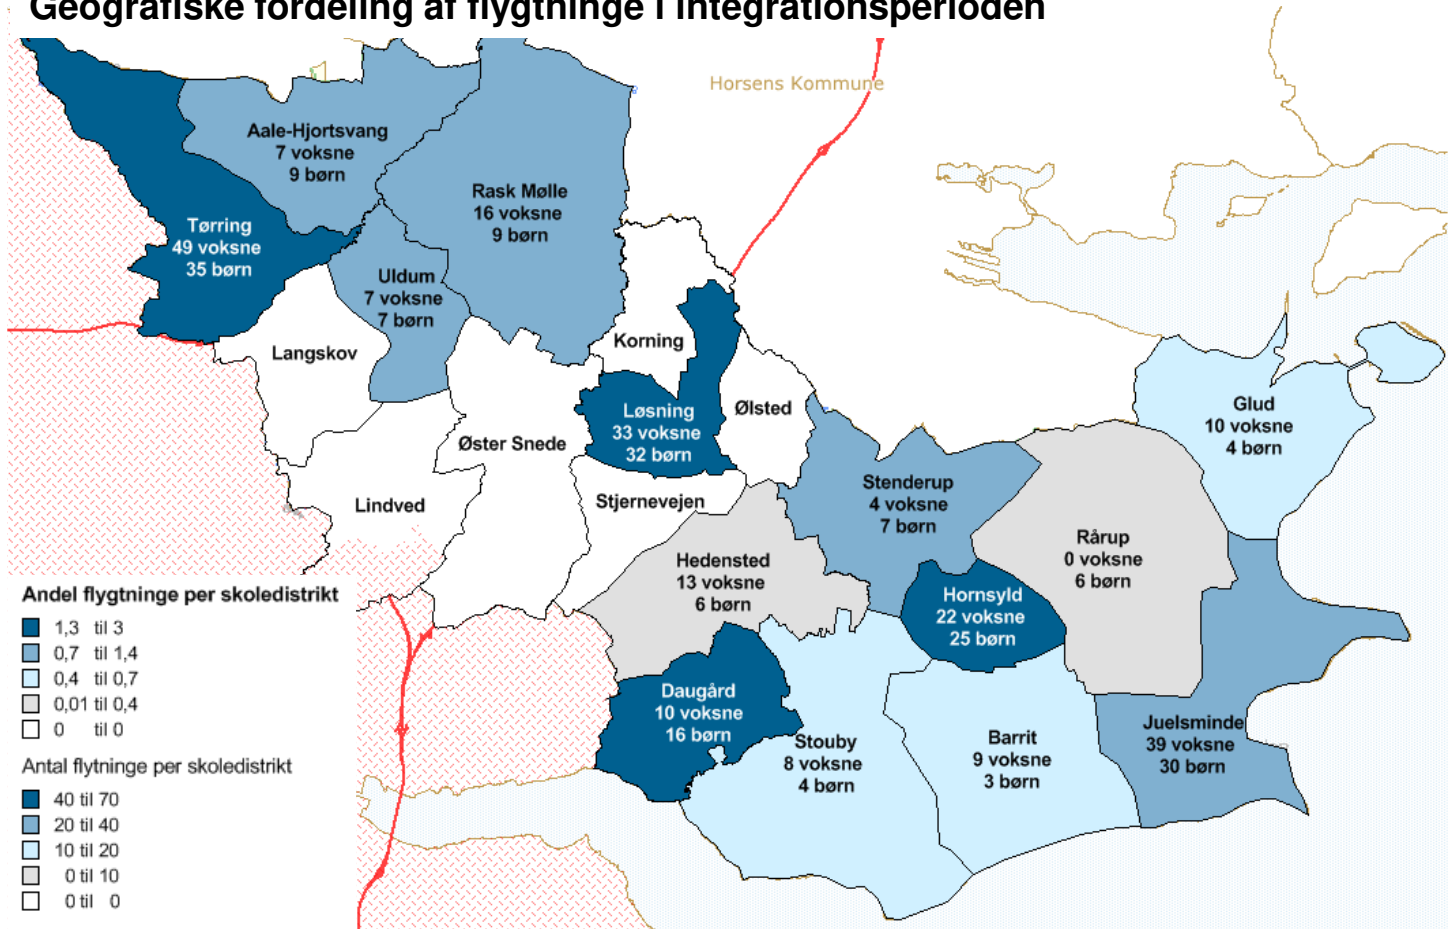 Geografiske fordeling af flygtninge i integrationsperioden
Horsens Kommune
Aale-Hjortsvang
7 voksne
9 børn
Rask Mølle
16 voksne
9 børn
Tørring
49 voksne
35 børn
Uldum
7 voksne
7 børn
Langskov
Korning
Løsning
33 voksne
32 børn
Ølsted
Øster Snede
Lindved
Stjernevejen
Glud
10 voksne
4 børn
Stenderup
4 voksne
7 børn
Rårup
0 voksne
6 børn
Hedensted
13 voksne
6 børn
Hornsyld
22 voksne
25 børn
Daugård
10 voksne
16 børn
Stouby
8 voksne
4 børn
Barrit
9 voksne
3 børn
Juelsminde
39 voksne
30 børn
Andel flygtninge per skoledistrikt
1,3 til 3
0,7 til 1,4
0,4 til 0,7
0,01 til 0,4
0 til 0
Antal flytninge per skoledistrikt
40 til 70
20 til 40
10 til 20
0 til 10
0 til 0